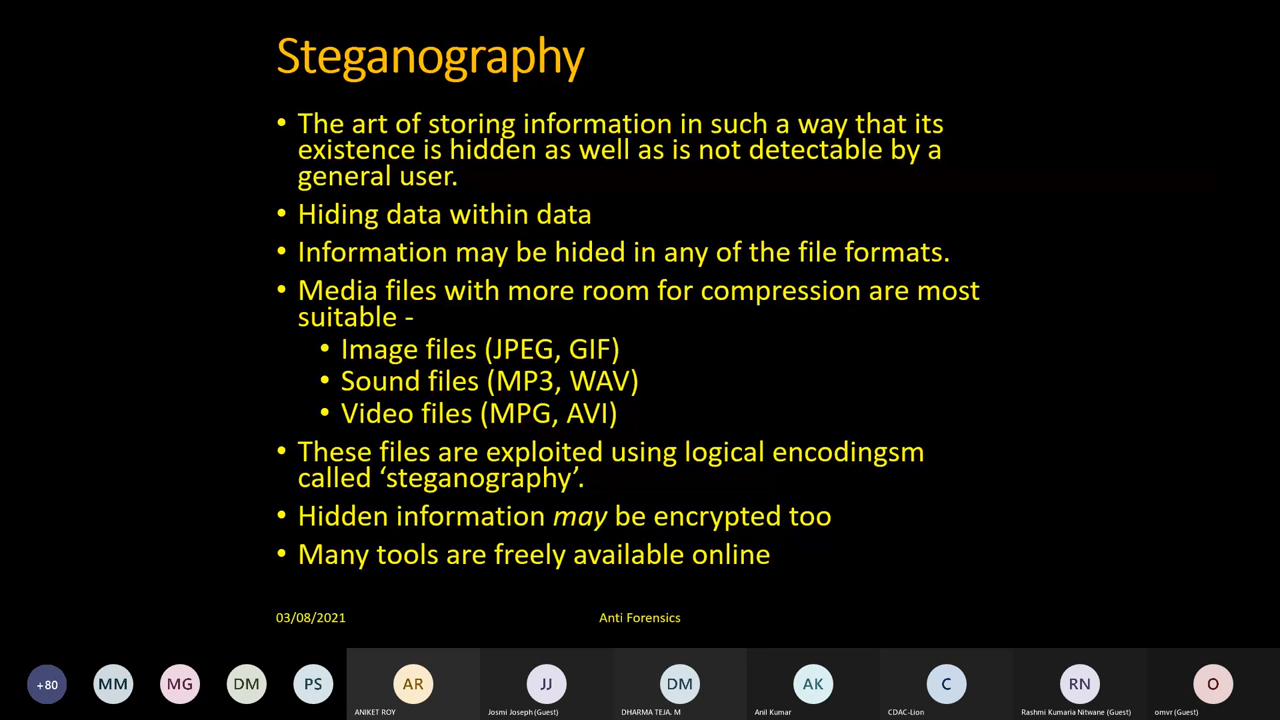 Steganography
• The art of storing information in such a way that its
existence is hidden as well as is not detectable by a
general user.
• Hiding data within data
• Information may be hided in any of the file formats.
• Media files with more room for compression are most
suitable -
• Image files (JPEG, GIF)
• Sound files (MP3, WAV)
• Video files (MPG, AVI)
• These files are exploited using logical encodingsm
called ‘steganography’.
• Hidden information may be encrypted too
• Many tools are freely available online
03/08/2021 Anti Forensics
+80 MM MG DM PS AR JJ DM AK C RN O
ANIKET ROY Josmi Joseph (Guest) DHARMA TEJA. M Anil Kumar CDAC-Lion Rashmi Kumaria Nitwane (Guest) omvr (Guest)